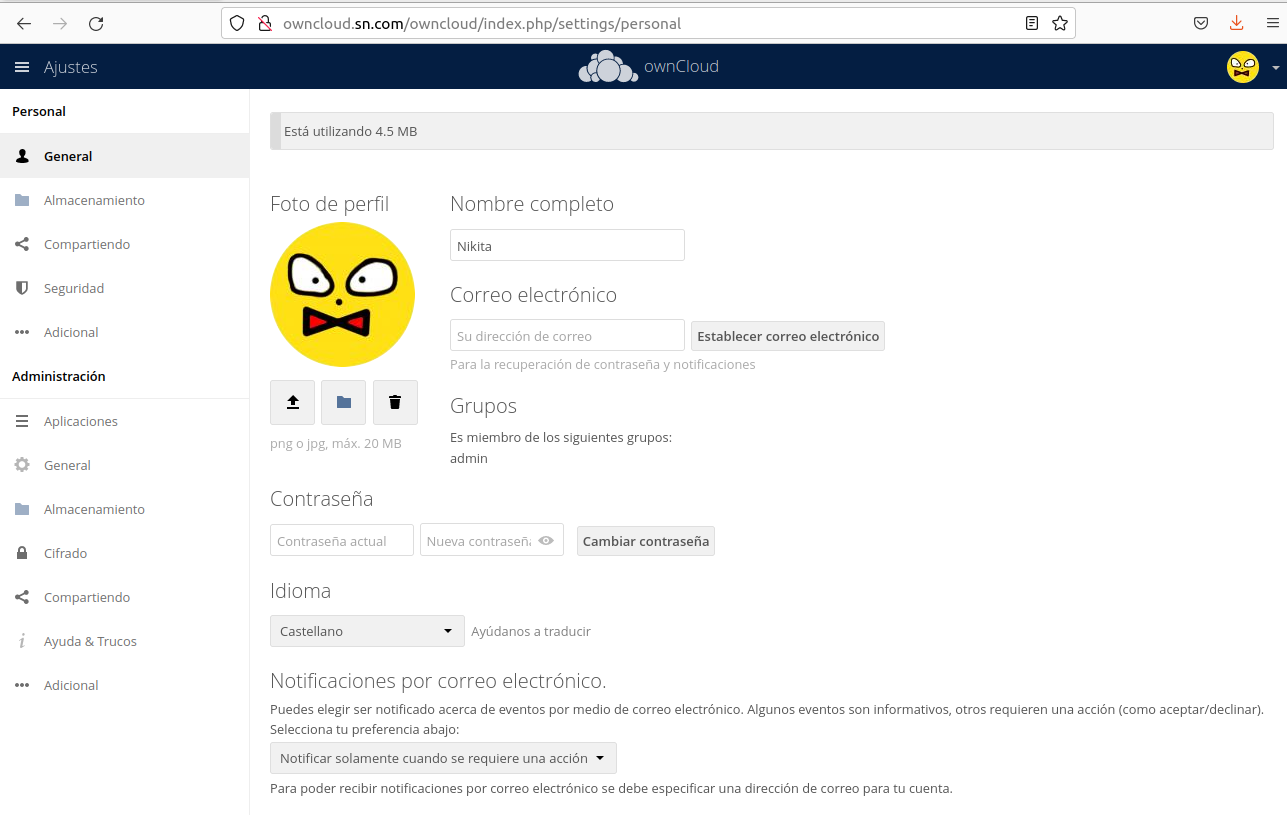 owncloud.sn.com/owncloud/index.php/settings/personal
Ajustes
ownCloud
Personal
General
Almacenamiento
Compartiendo
Seguridad
Adicional
Administración
Aplicaciones
General
Almacenamiento
Cifrado
Compartiendo
Ayuda & Trucos
Adicional
Está utilizando 4.5 MB
Foto de perfil
png o jpg, máx. 20 MB
Nombre completo
Nikita
Correo electrónico
Su dirección de correo Establecer correo electrónico
Para la recuperación de contraseña y notificaciones
Grupos
Es miembro de los siguientes grupos:
admin
Contraseña
Contraseña actual Nueva contraseña Cambiar contraseña
Idioma
Castellano Ayúdanos a traducir
Notificaciones por correo electrónico.
Puedes elegir ser notificado acerca de eventos por medio de correo electrónico. Algunos eventos son informativos, otros requieren una acción (como aceptar/declinar).
Selecciona tu preferencia abajo:
Notificar solamente cuando se requiere una acción
Para poder recibir notificaciones por correo electrónico se debe especificar una dirección de correo para tu cuenta.